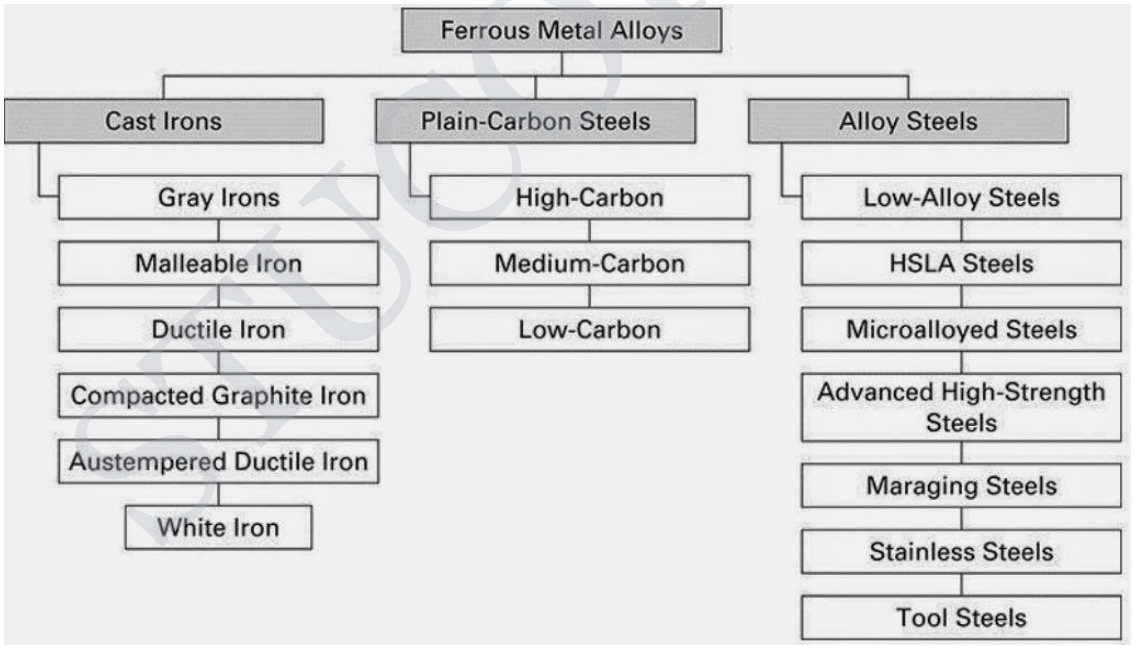 Ferrous Metal Alloys
Cast Irons
Plain-Carbon Steels
Alloy Steels
Gray Irons
Malleable Iron
Ductile Iron
Compacted Graphite Iron
Austempered Ductile Iron
White Iron
High-Carbon
Medium-Carbon
Low-Carbon
Low-Alloy Steels
HSLA Steels
Microalloyed Steels
Advanced High-Strength
Steels
Maraging Steels
Stainless Steels
Tool Steels
STUCO